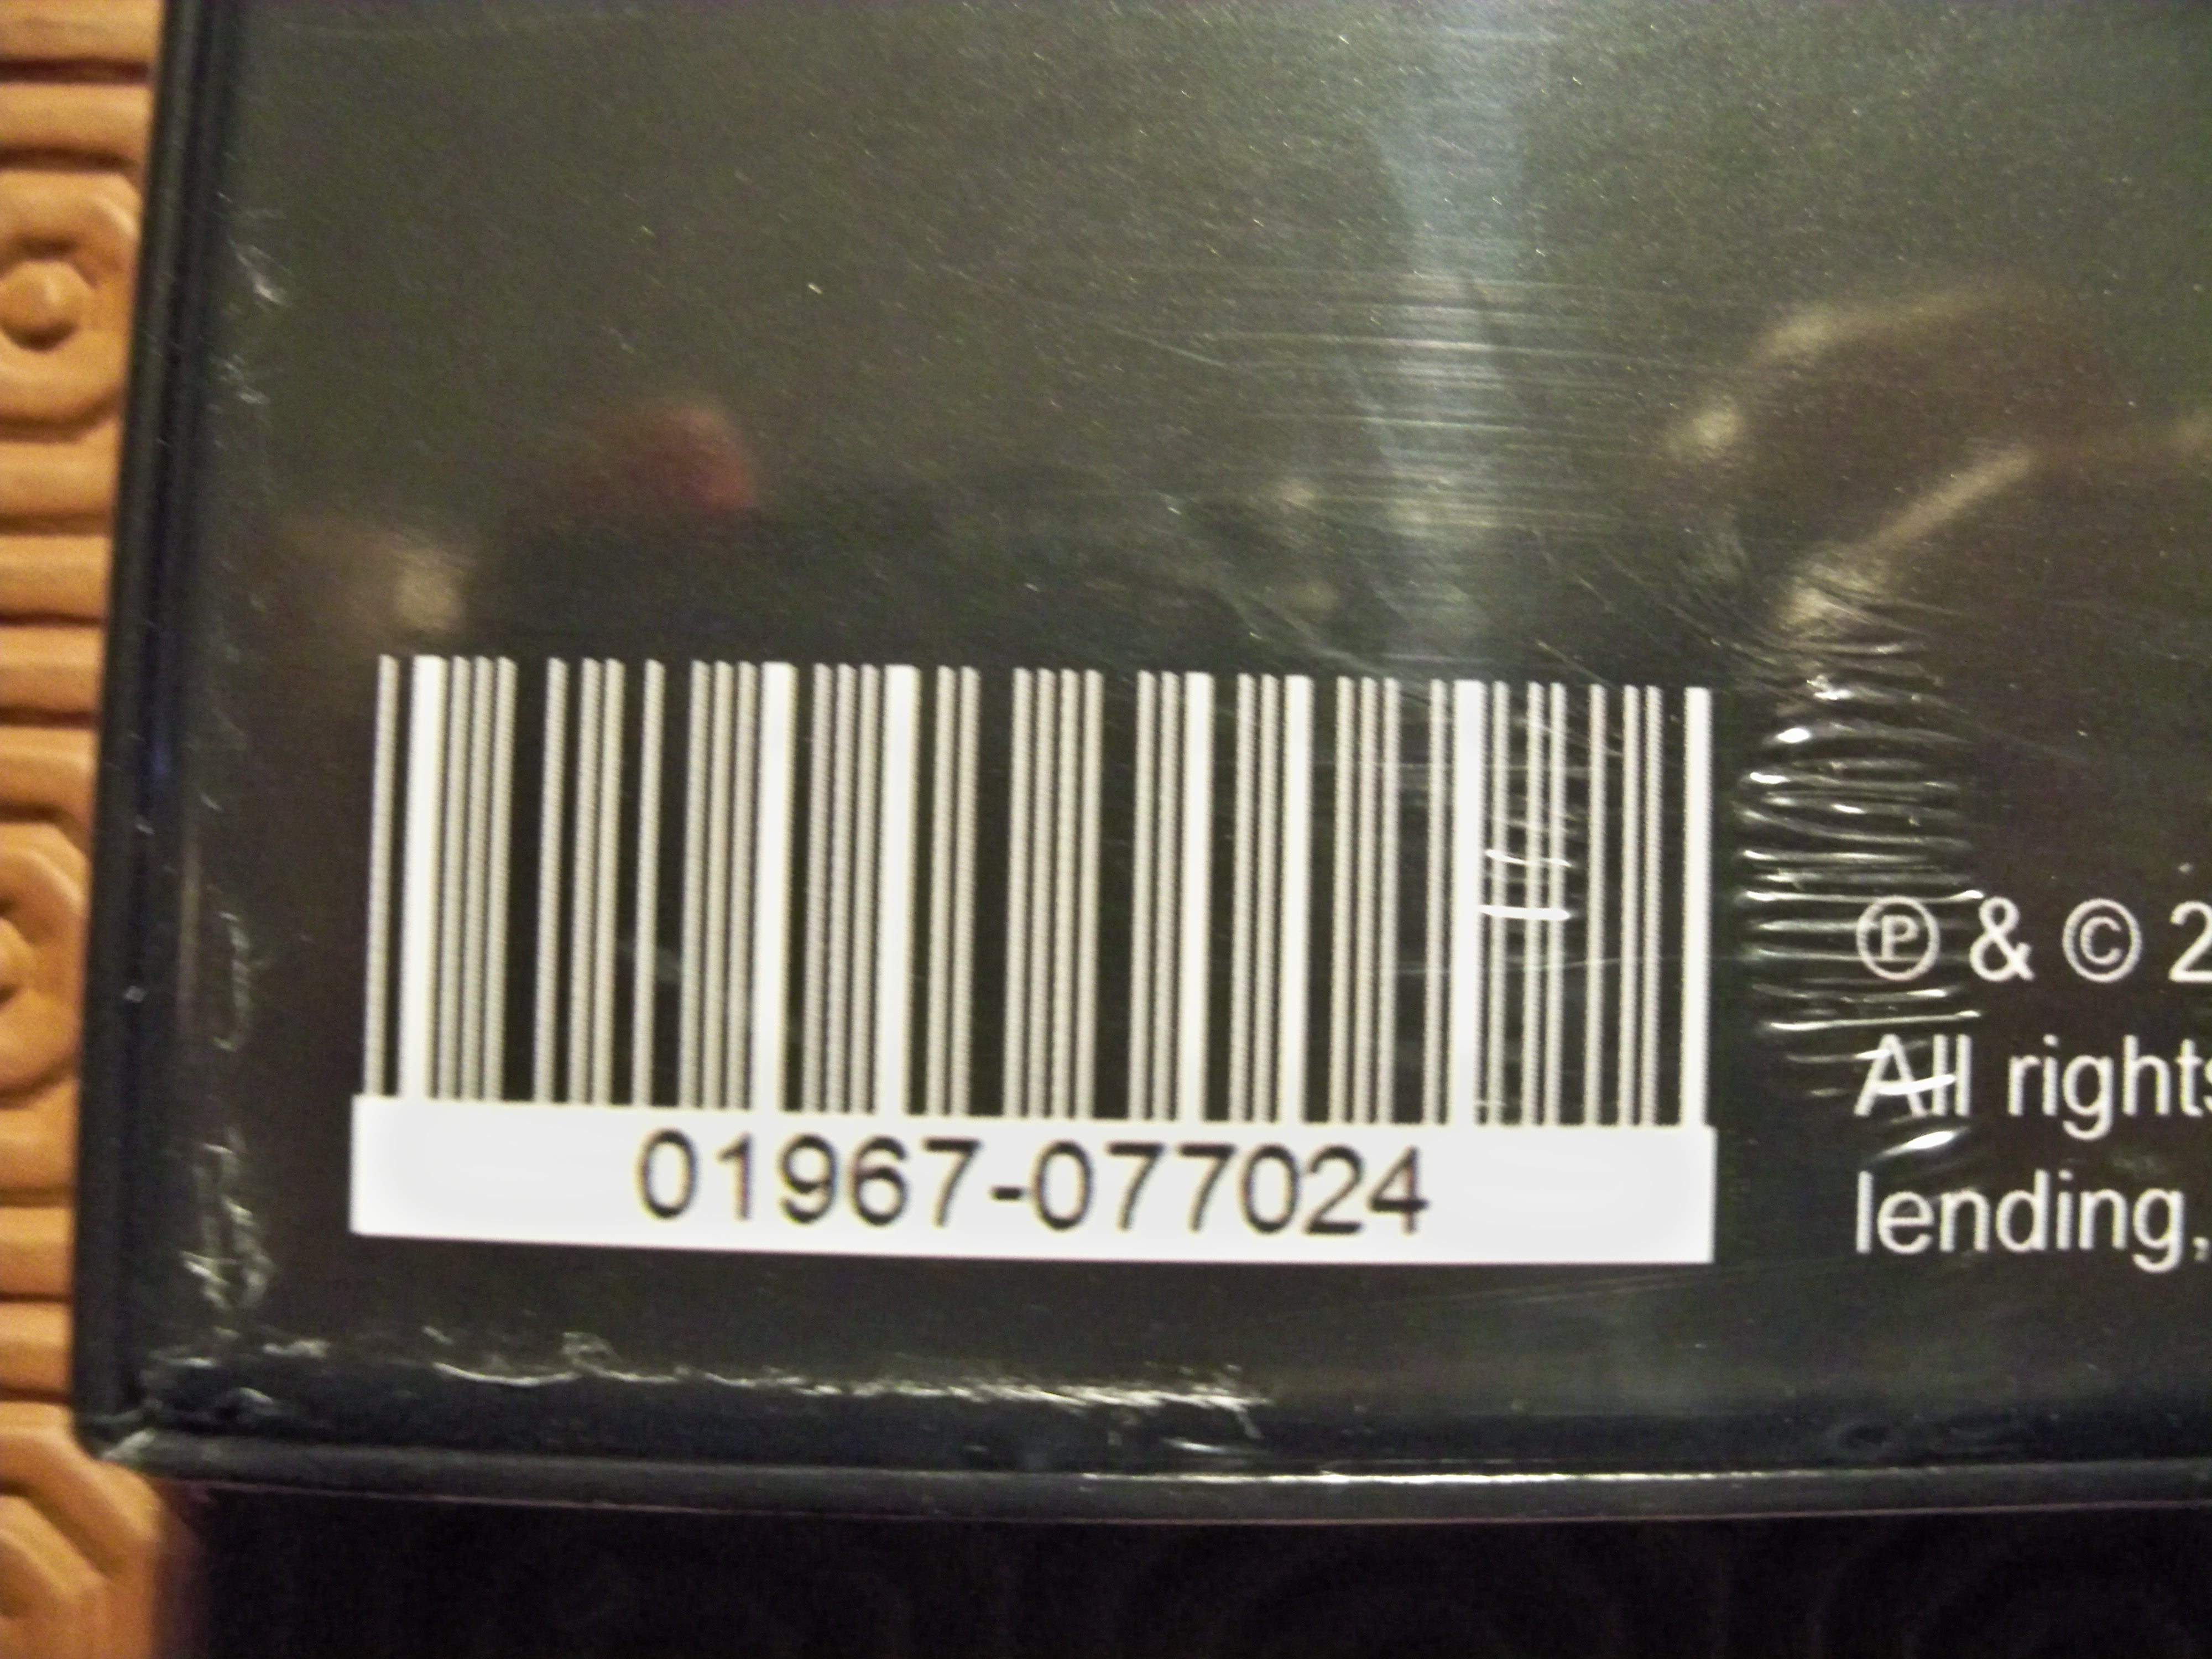 01967-077024
Ⓟ & © 2
All rights
lending,